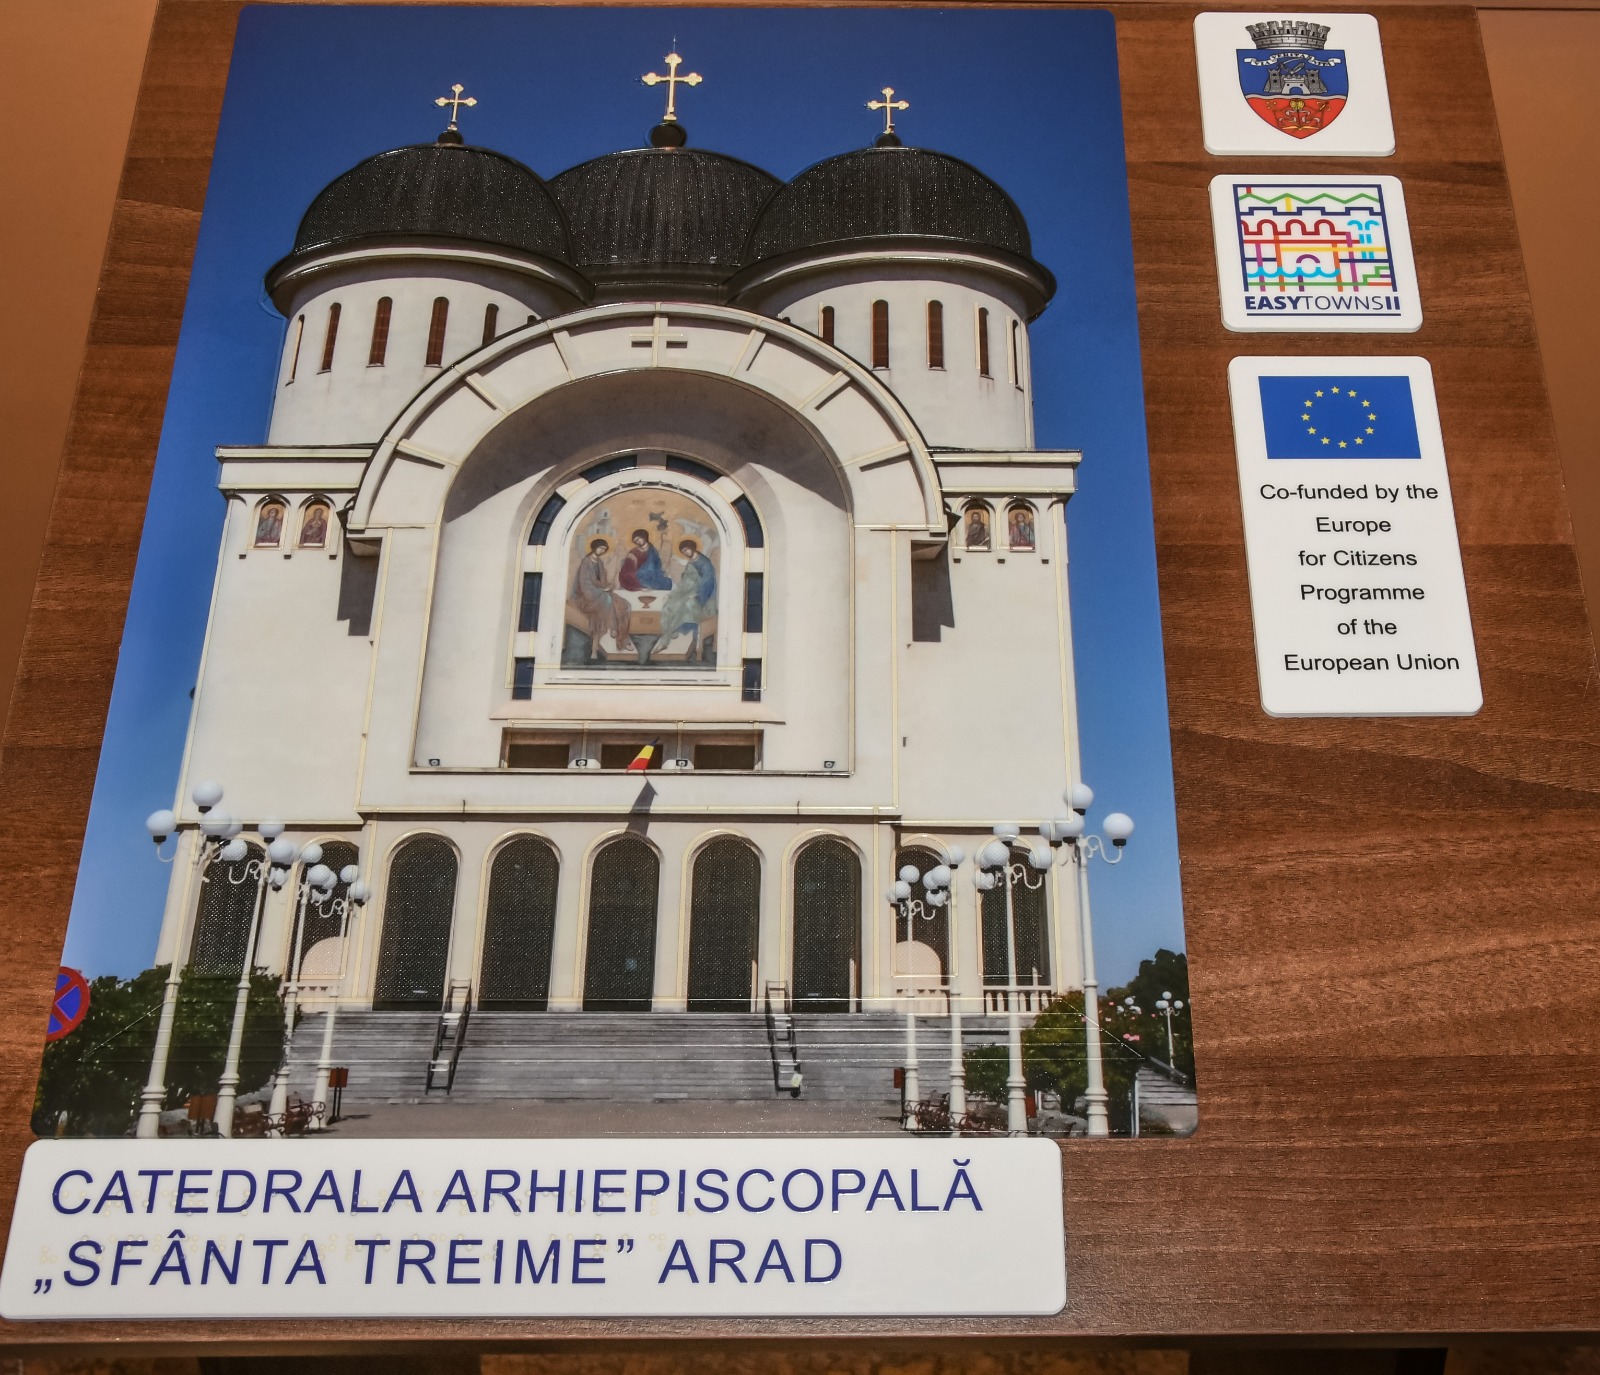 EASYTOWNSII
Co-funded by the
Europe
for Citizens
Programme
of the
European Union
CATEDRALA ARHIEPISCOPALĂ
„SFÂNTA TREIME” ARAD